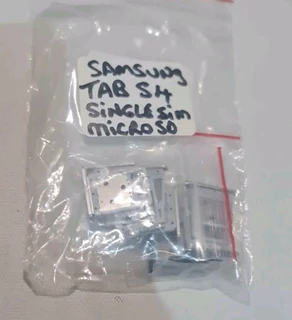 SAMSUNG
TAB S4
SINGLE SIM
MICRO SD